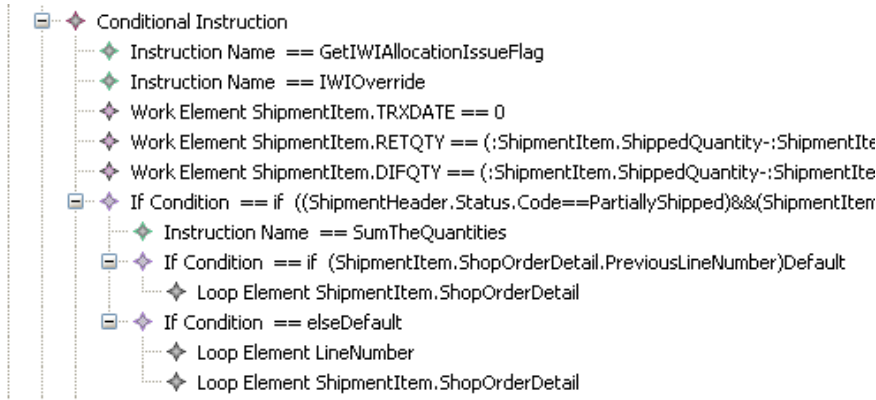 Conditional Instruction
Instruction Name == GetIWIAllocationIssueFlag
Instruction Name == IWIOverride
Work Element ShipmentItem.TRXDATE == 0
Work Element ShipmentItem.RETQTY == (:ShipmentItem.ShippedQuantity-:ShipmentIte
Work Element ShipmentItem.DIFQTY == (:ShipmentItem.ShippedQuantity-:ShipmentIte
If Condition == if ((ShipmentHeader.Status.Code==PartiallyShipped)&&(ShipmentItem
Instruction Name == SumTheQuantities
If Condition == if (ShipmentItem.ShopOrderDetail.PreviousLineNumber)Default
Loop Element ShipmentItem.ShopOrderDetail
If Condition == elseDefault
Loop Element LineNumber
Loop Element ShipmentItem.ShopOrderDetail